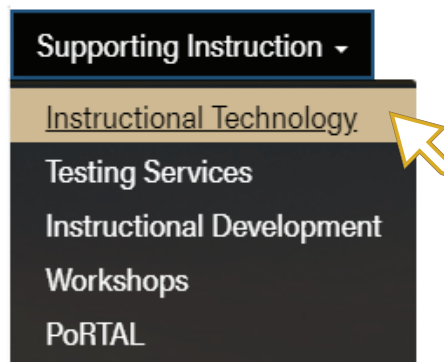 Supporting Instruction
Instructional Technology
Testing Services
Instructional Development
Workshops
PoRTAL